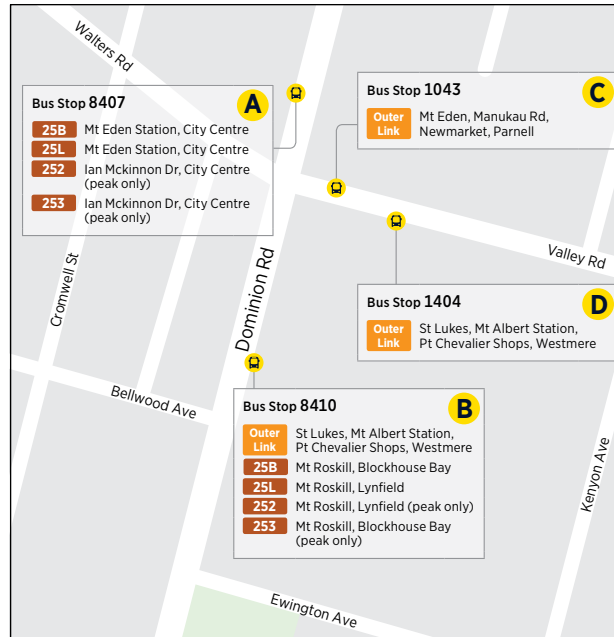 Walters Rd
Bus Stop 8407
A
25B Mt Eden Station, City Centre
25L Mt Eden Station, City Centre
252 Ian Mckinnon Dr, City Centre
(peak only)
253 Ian Mckinnon Dr, City Centre
(peak only)
Bus Stop 1043
C
Outer
Link
Mt Eden, Manukau Rd,
Newmarket, Parnell
Valley Rd
Cromwell St
Dominion Rd
Bus Stop 1404
D
Outer
Link
St Lukes, Mt Albert Station,
Pt Chevalier Shops, Westmere
Bellwood Ave
Bus Stop 8410
B
Outer
Link
St Lukes, Mt Albert Station,
Pt Chevalier Shops, Westmere
25B Mt Roskill, Blockhouse Bay
25L Mt Roskill, Lynfield
252 Mt Roskill, Lynfield (peak only)
253 Mt Roskill, Blockhouse Bay
(peak only)
Kenyon Ave
Ewington Ave